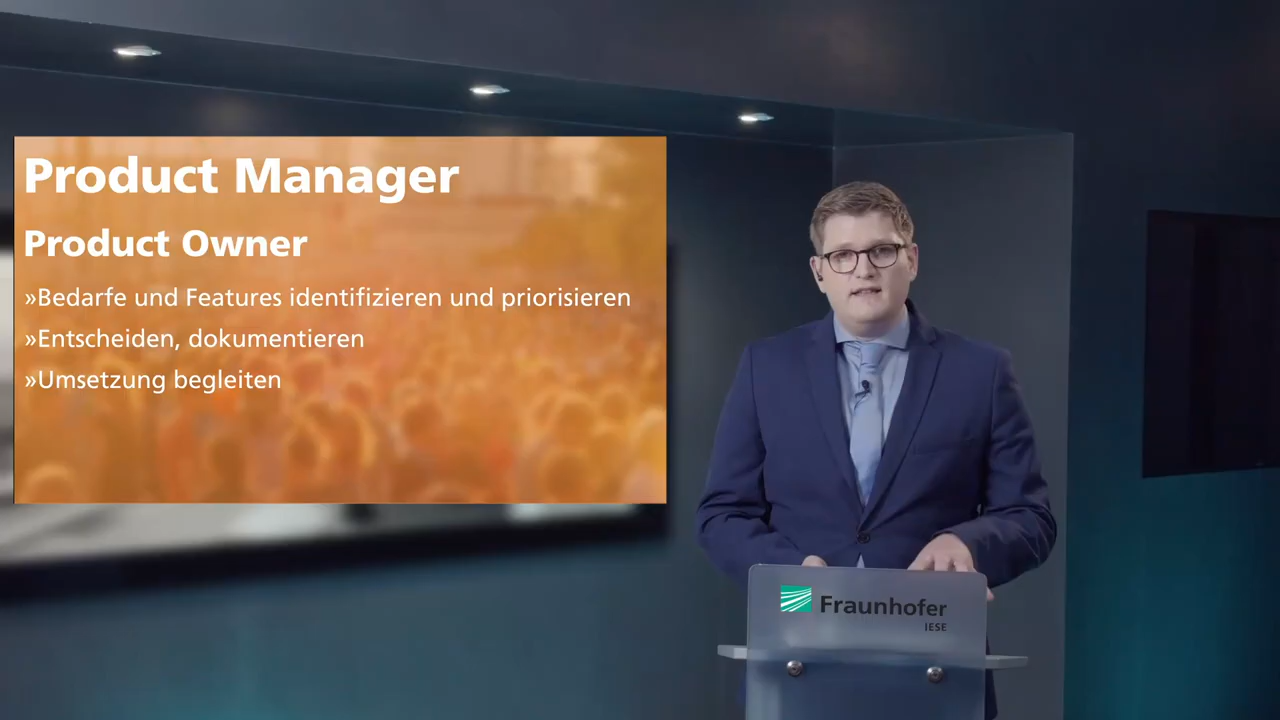 Product Manager
Product Owner
»Bedarfe und Features identifizieren und priorisieren
»Entscheiden, dokumentieren
»Umsetzung begleiten
Fraunhofer
IESE